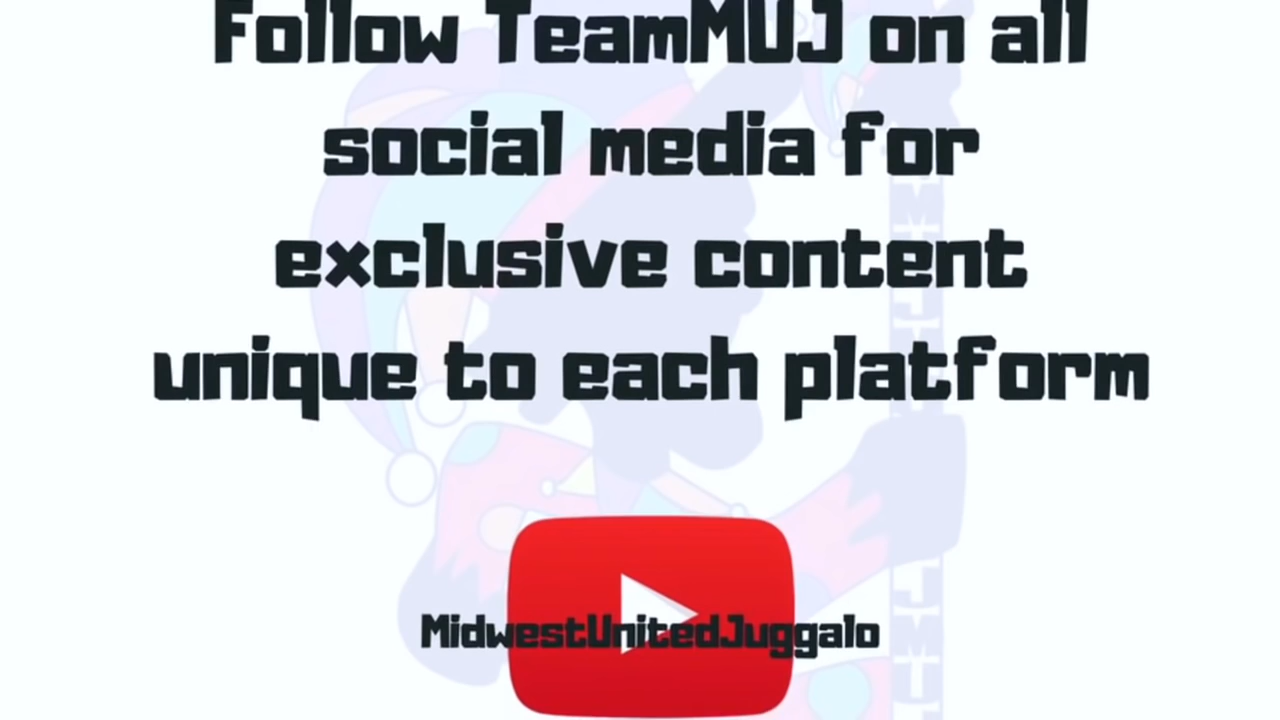 Follow TeamMUJ on all
social media for
exclusive content
unique to each platform
MidwestUnitedJuggalo